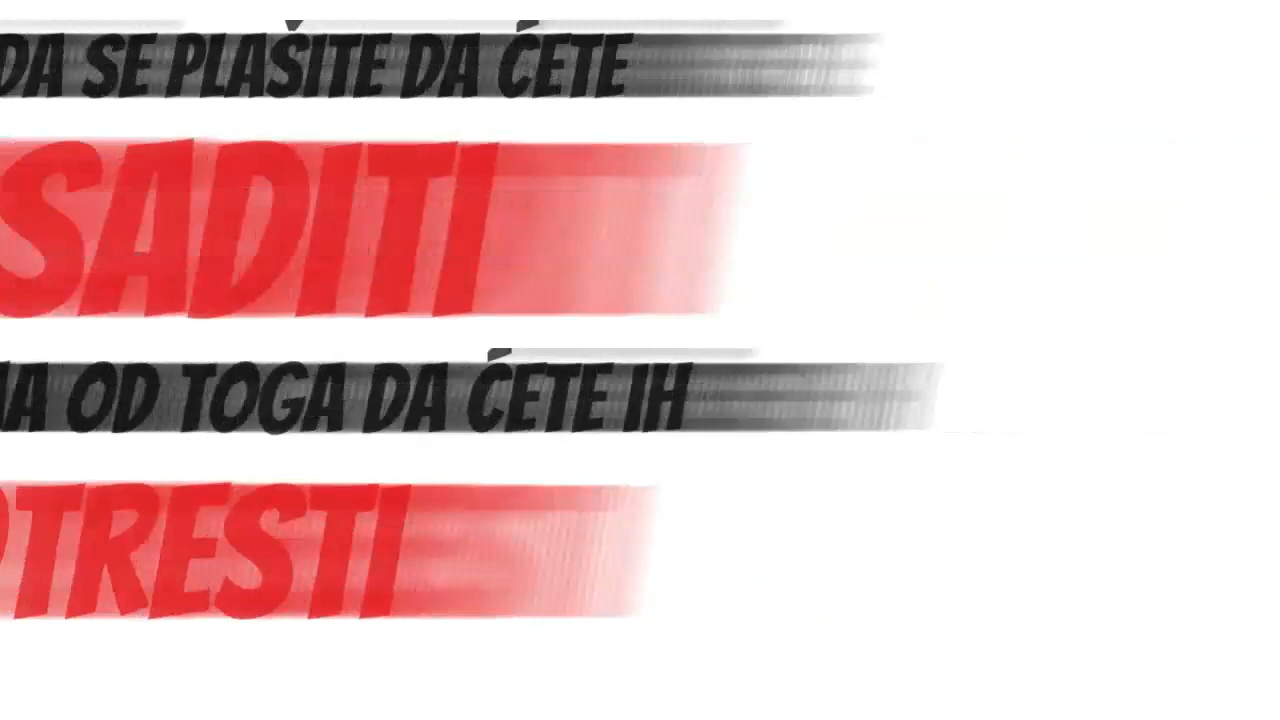 DA SE PLAŠITE DA ĆETE
SADITI
OD TOGA DA ĆETE IH
TRESTI